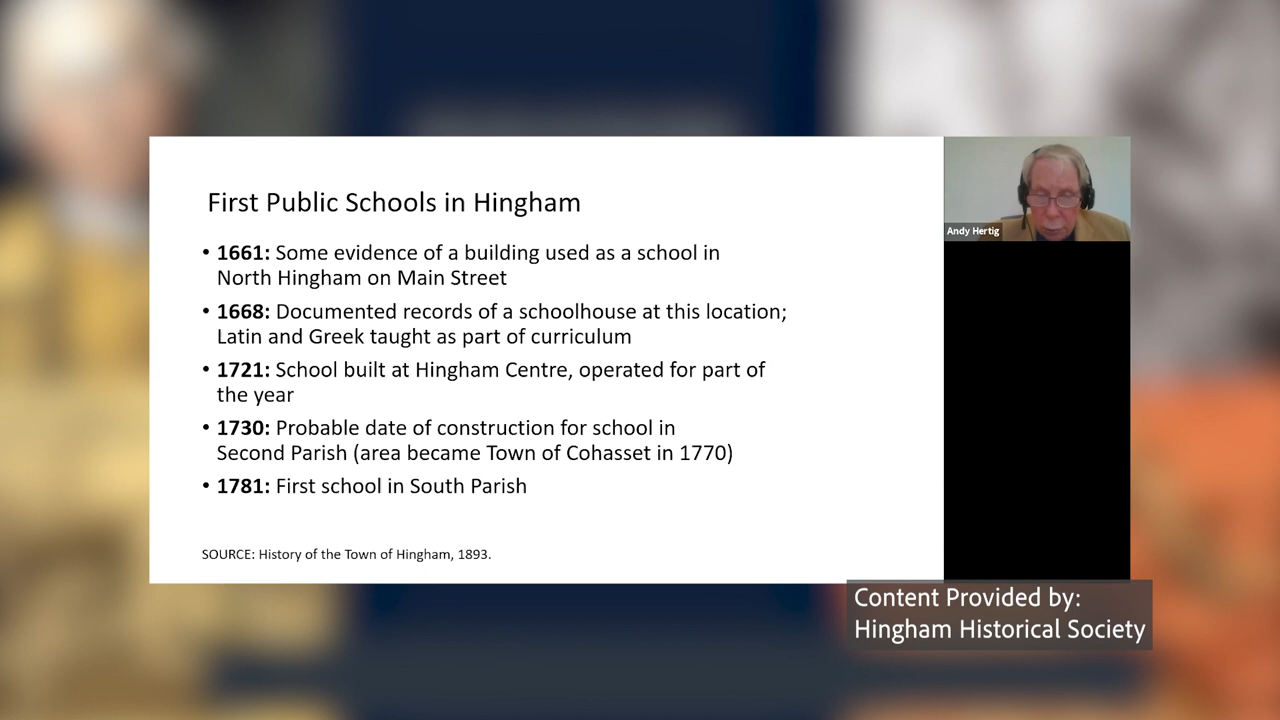 First Public Schools in Hingham
• 1661: Some evidence of a building used as a school in
North Hingham on Main Street
• 1668: Documented records of a schoolhouse at this location;
Latin and Greek taught as part of curriculum
• 1721: School built at Hingham Centre, operated for part of
the year
• 1730: Probable date of construction for school in
Second Parish (area became Town of Cohasset in 1770)
• 1781: First school in South Parish
SOURCE: History of the Town of Hingham, 1893.
Andy Hertig
Content Provided by:
Hingham Historical Society